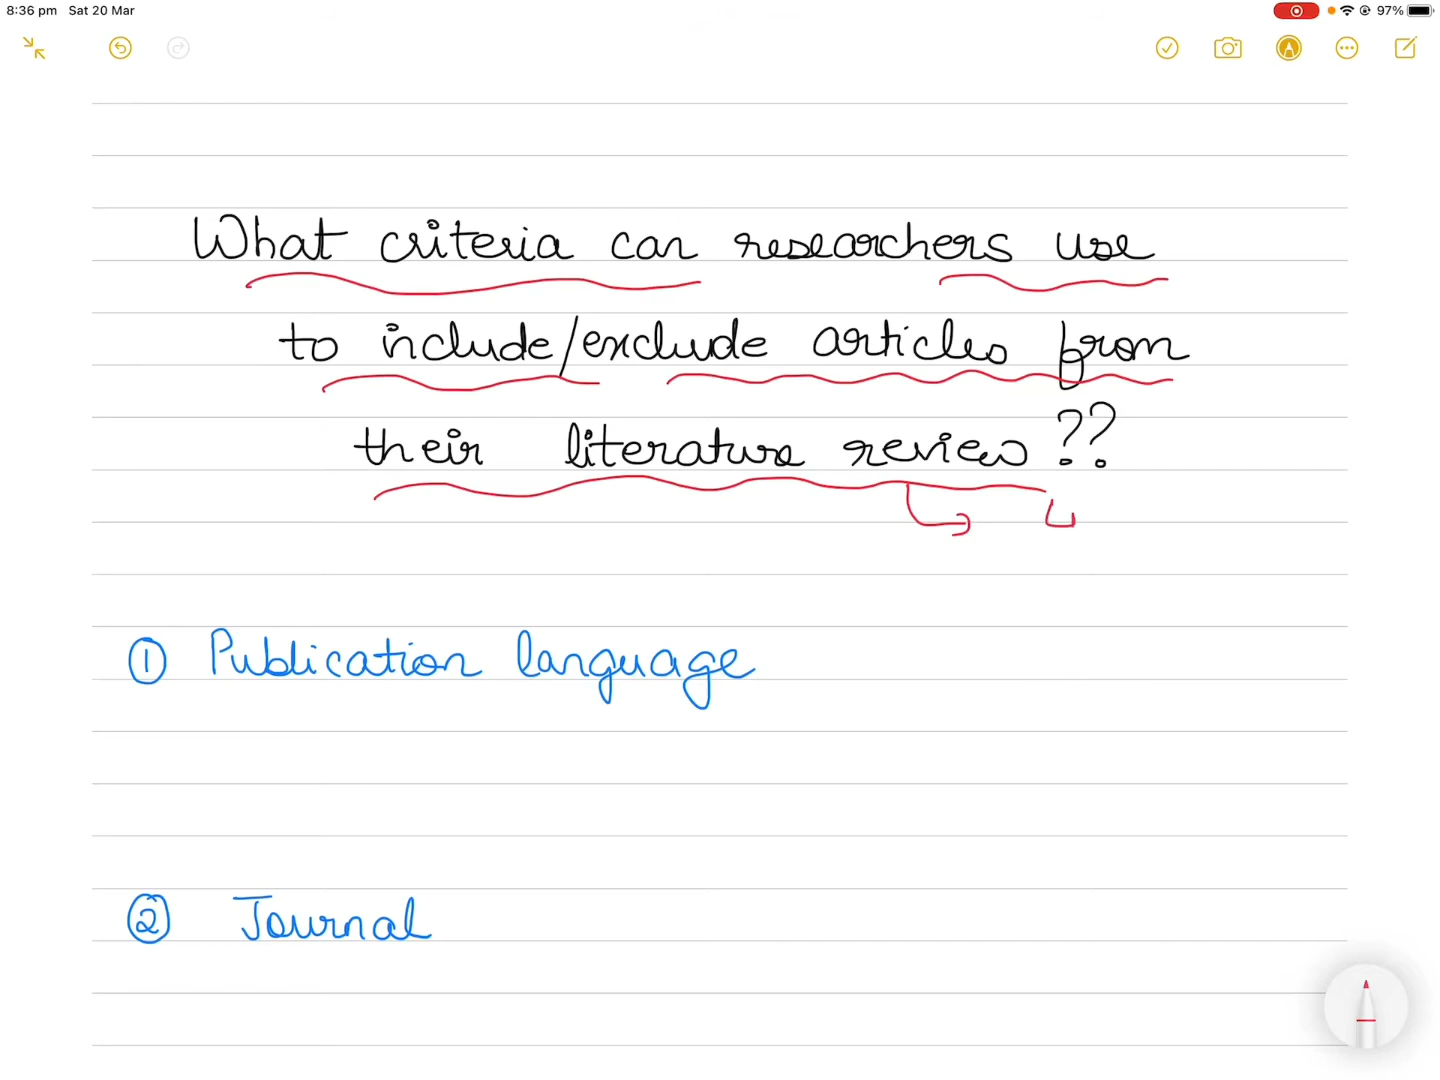 8:36 pm Sat 20 Mar 97%
What criteria can researchers use
to include/exclude articles from
their literature review??
① Publication language
② Journal